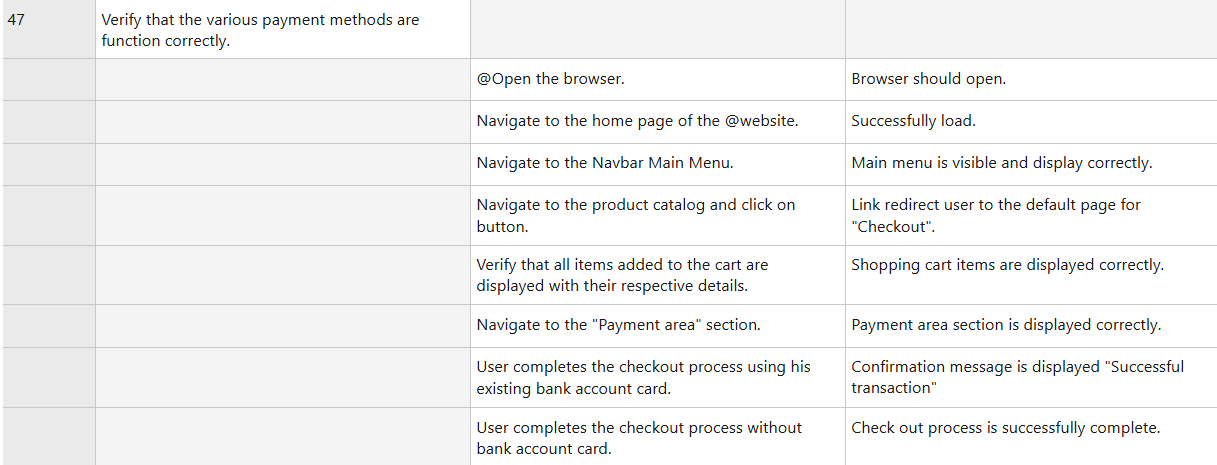 47
Verify that the various payment methods are
function correctly.
@Open the browser.
Browser should open.
Navigate to the home page of the @website.
Successfully load.
Navigate to the Navbar Main Menu.
Main menu is visible and display correctly.
Navigate to the product catalog and click on
button.
Link redirect user to the default page for
"Checkout".
Verify that all items added to the cart are
displayed with their respective details.
Shopping cart items are displayed correctly.
Navigate to the "Payment area" section.
Payment area section is displayed correctly.
User completes the checkout process using his
existing bank account card.
Confirmation message is displayed "Successful
transaction"
User completes the checkout process without
bank account card.
Check out process is successfully complete.